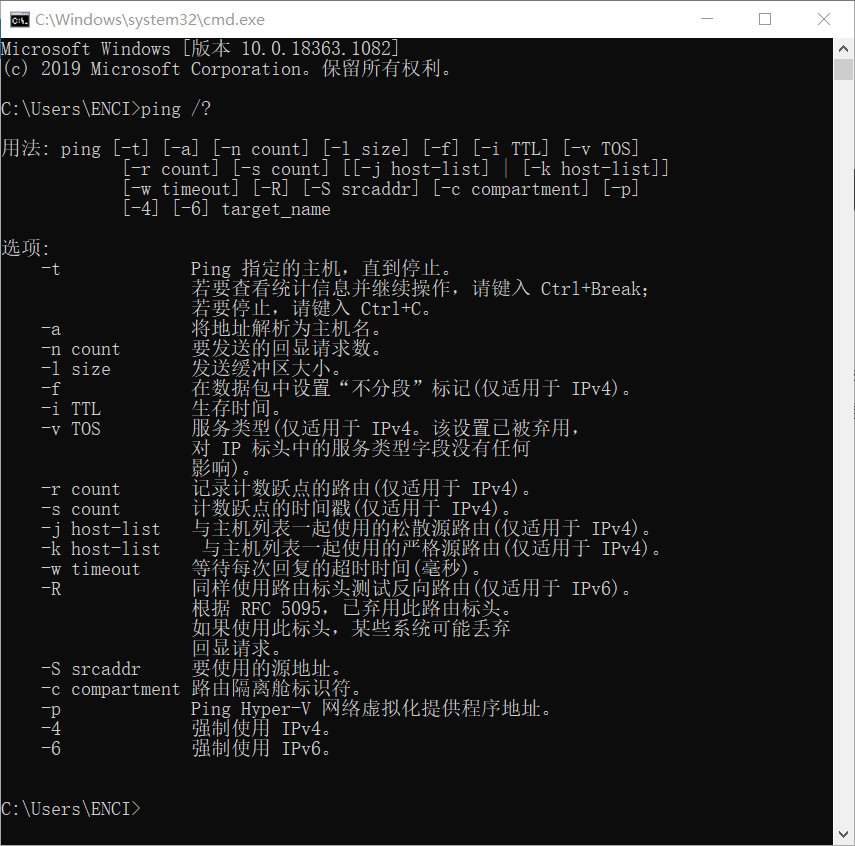 C:\Windows\system32\cmd.exe
Microsoft Windows [版本 10.0.18363.1082]
(c) 2019 Microsoft Corporation。保留所有权利。
C:\Users\ENCI>ping /?
用法: ping [-t] [-a] [-n count] [-l size] [-f] [-i TTL] [-v TOS]
[-r count] [-s count] [[-j host-list] | [-k host-list]]
[-w timeout] [-R] [-S srcaddr] [-c compartment] [-p]
[-4] [-6] target_name
选项:
-t Ping 指定的主机，直到停止。
若要查看统计信息并继续操作，请键入 Ctrl+Break;
若要停止，请键入 Ctrl+C。
-a 将地址解析为主机名。
-n count 要发送的回显请求数。
-l size 发送缓冲区大小。
-f 在数据包中设置“不分段”标记(仅适用于 IPv4)。
-i TTL 生存时间。
-v TOS 服务类型(仅适用于 IPv4。该设置已被弃用，
对 IP 标头中的服务类型字段没有任何
影响)。
-r count 记录计数跃点的路由(仅适用于 IPv4)。
-s count 计数跃点的时间戳(仅适用于 IPv4)。
-j host-list 与主机列表一起使用的松散源路由(仅适用于 IPv4)。
-k host-list 与主机列表一起使用的严格源路由(仅适用于 IPv4)。
-w timeout 等待每次回复的超时时间(毫秒)。
-R 同样使用路由标头测试反向路由(仅适用于 IPv6)。
根据 RFC 5095，已弃用此路由标头。
如果使用此标头，某些系统可能丢弃
回显请求。
-S srcaddr 要使用的源地址。
-c compartment 路由隔离舱标识符。
-p Ping Hyper-V 网络虚拟化提供程序地址。
-4 强制使用 IPv4。
-6 强制使用 IPv6。
C:\Users\ENCI>